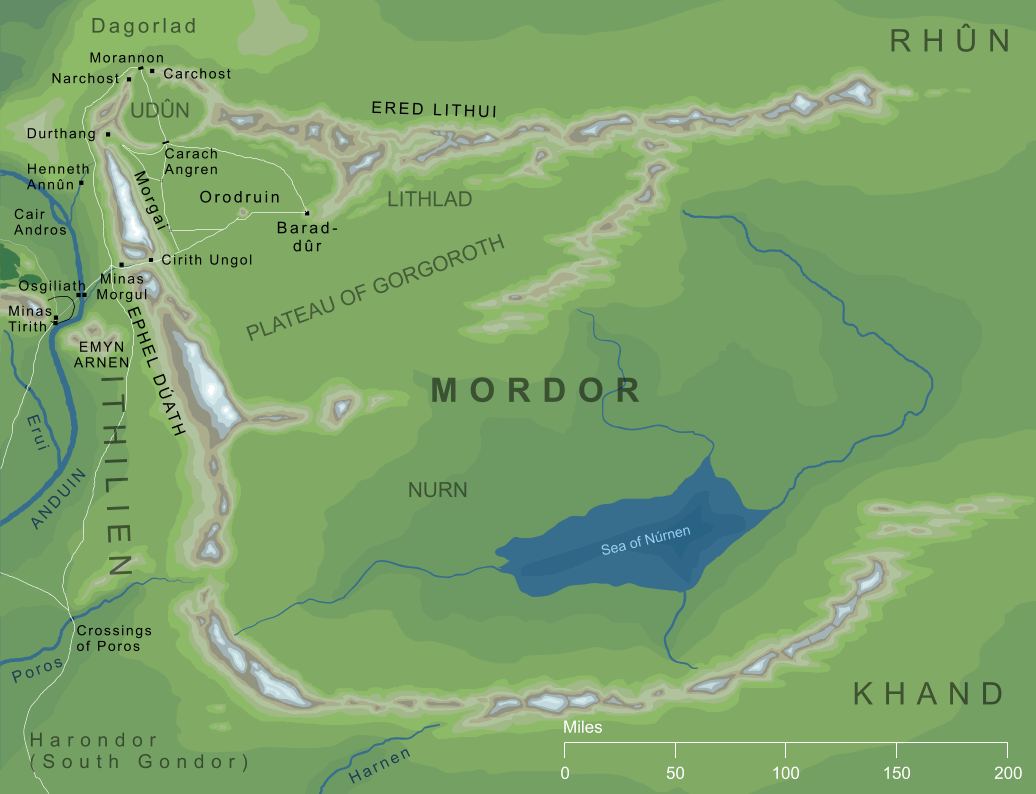 Dagorlad
RHÛN
Morannon
Narchost
Carchost
UDÛN
ERED LITHUI
Durthang
Carach
Angren
Henneth
Annûn
Morgai
Orodruin
LITHLAD
Cair
Andros
Barad-
dûr
PLATEAU OF GORGOROTH
Cirith Ungol
Minas
Morgul
Osgiliath
Minas
Tirith
EMYN
ARNEN
EPHEL DÚATH
MORDOR
ITHILIEN
Erui
ANDUIN
NURN
Sea of Núrnen
Crossings
of Poros
Poros
KHAND
Harondor
(South Gondor)
Harnen
Miles
0 50 100 150 200